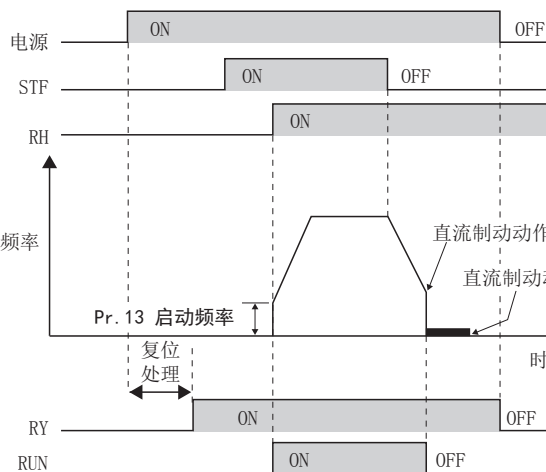 电源 ON OFF
STF ON OFF
RH ON
频率
直流制动动作
直流制动动
Pr.13 启动频率
时
复位
处理
RY ON OFF
RUN ON OFF